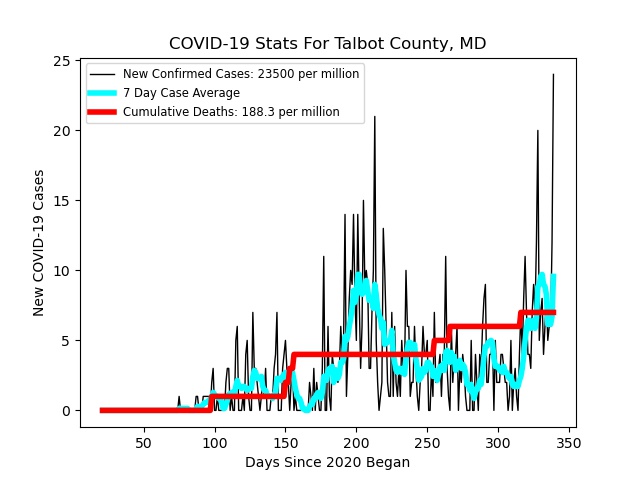 COVID-19 Stats For Talbot County, MD
New Confirmed Cases: 23500 per million
7 Day Case Average
Cumulative Deaths: 188.3 per million
New COVID-19 Cases
25
20
15
10
5
0
50 100 150 200 250 300 350
Days Since 2020 Began